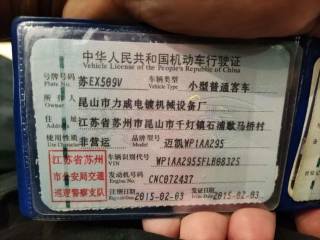 中华人民共和国机动车行驶证
Vehicle License of the People's Republic of China
号牌号码 苏EX509V 车辆类型 小型普通客车
Plate No. Vehicle Type
所有人 昆山市力成电镀机械设备厂
Owner
住址 江苏省苏州市昆山市千灯镇石浦歇马桥村
Address
使用性质 非营运 品牌型号 迈凯WP1AA295
Use Character Model
江苏省苏州 车辆识别代号
市公安局交通 VIN
巡逻警察支队 发动机号码 CNC072437
Engine No.
注册日期 2015-02-03 发证日期 2015-02-03
Register Date Issue Date